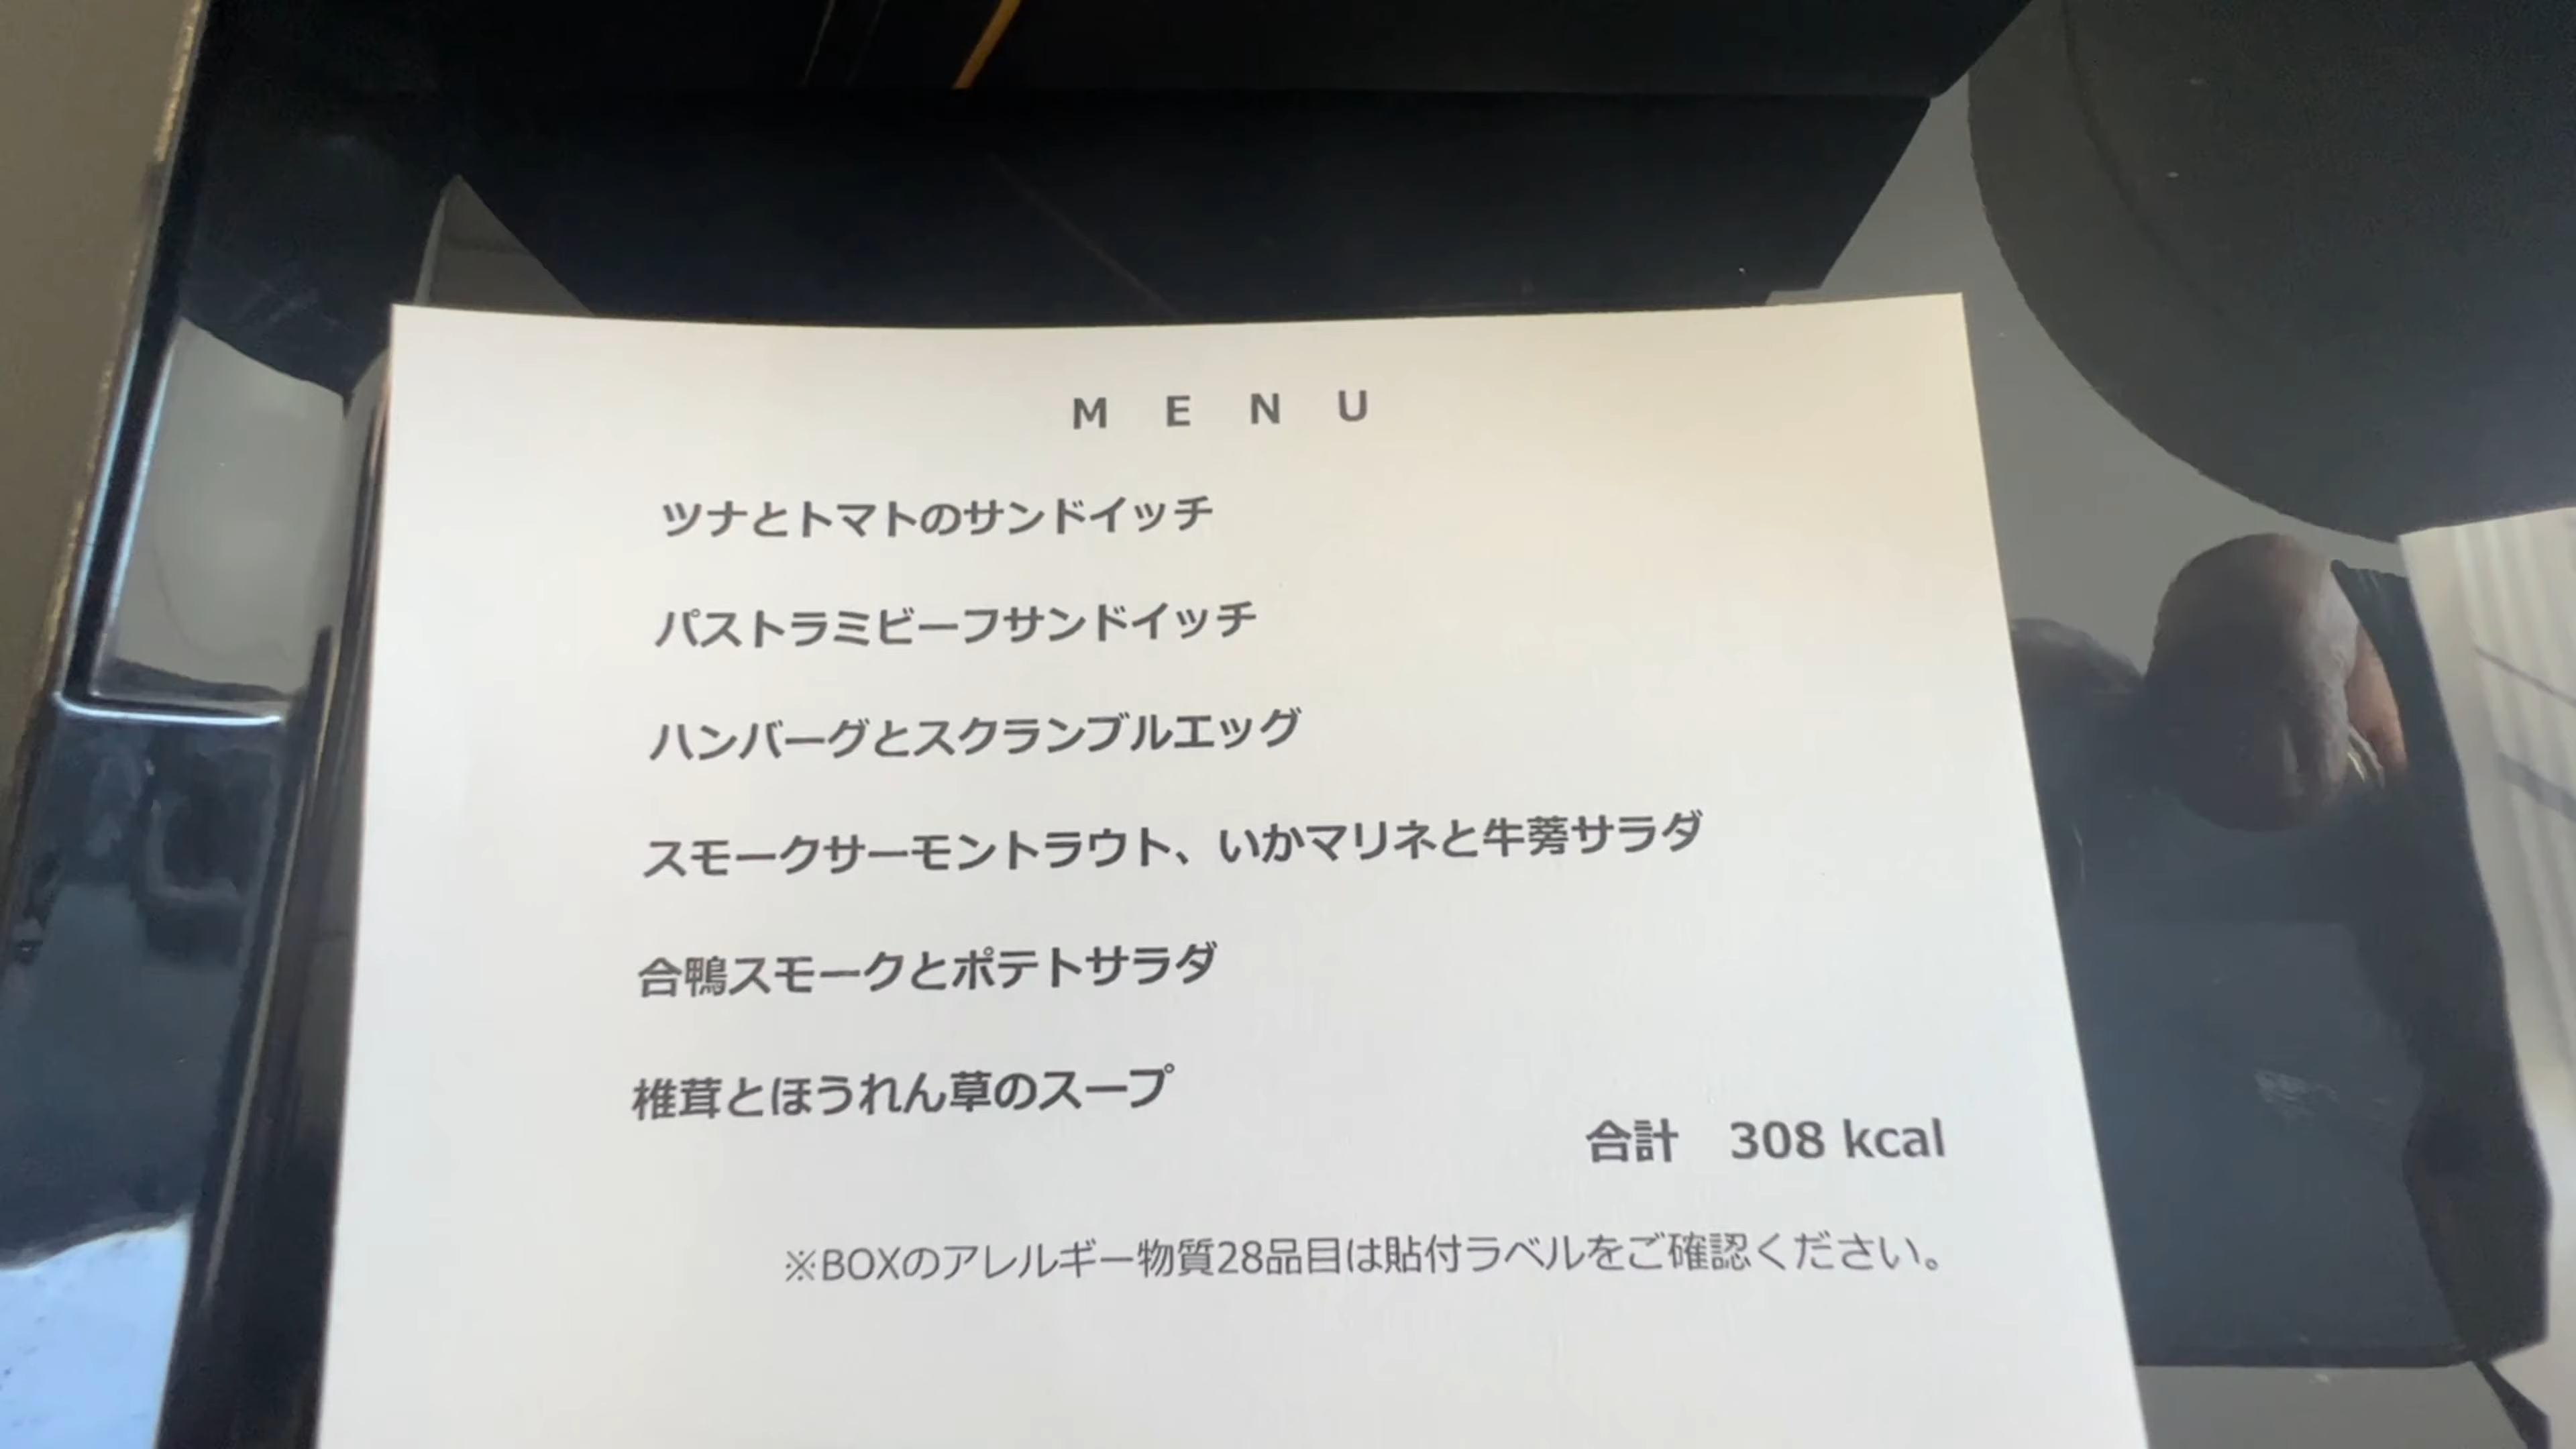 MENU
ツナとトマトのサンドイッチ
パストラミビーフサンドイッチ
ハンバーグとスクランブルエッグ
スモークサーモントラウト、いかマリネと牛蒡サラダ
合鴨スモークとポテトサラダ
椎茸とほうれん草のスープ
合計 308 kcal
※BOXのアレルギー物質28品目は貼付ラベルをご確認ください。